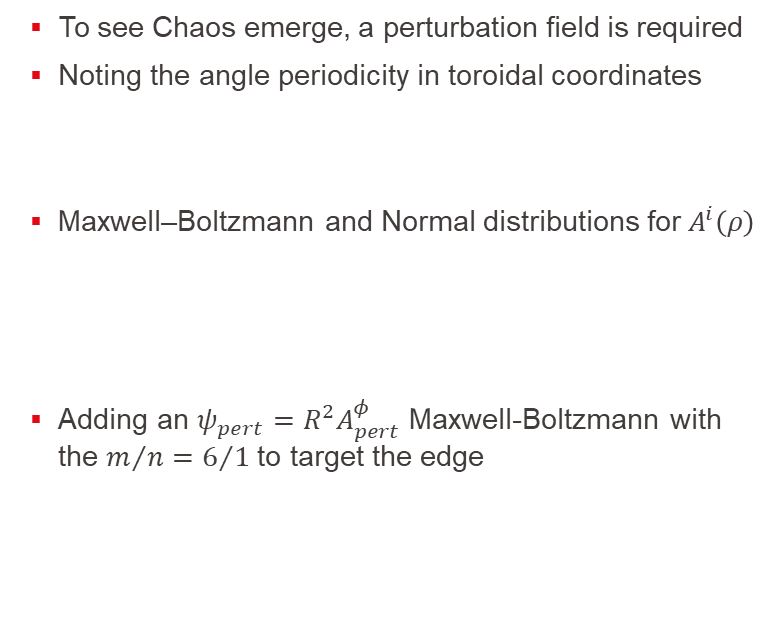 ▪ To see Chaos emerge, a perturbation field is required
▪ Noting the angle periodicity in toroidal coordinates
▪ Maxwell–Boltzmann and Normal distributions for 𝐴ⁱ(𝜌)
▪ Adding an 𝜓_𝑝𝑒𝑟𝑡 = 𝑅²𝐴^𝜙_𝑝𝑒𝑟𝑡 Maxwell-Boltzmann with
the 𝑚/𝑛 = 6/1 to target the edge